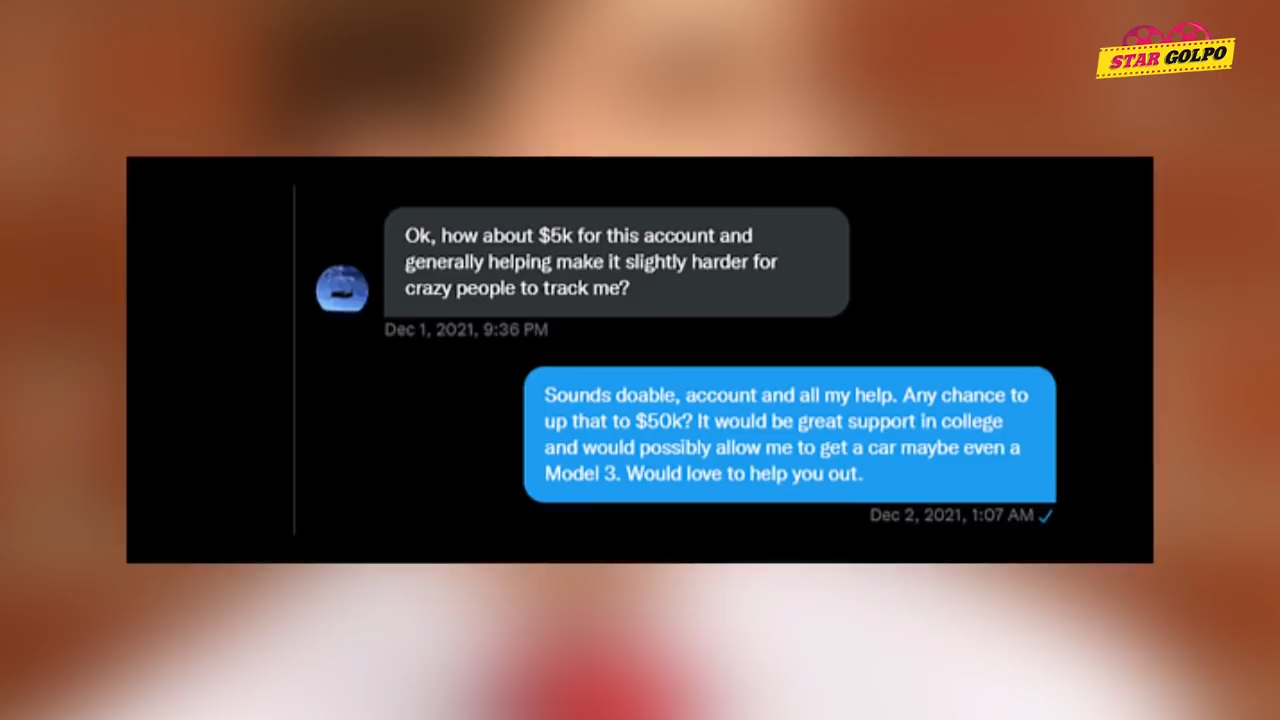 STAR GOLPO
Ok, how about $5k for this account and
generally helping make it slightly harder for
crazy people to track me?
Dec 1, 2021, 9:36 PM
Sounds doable, account and all my help. Any chance to
up that to $50k? It would be great support in college
and would possibly allow me to get a car maybe even a
Model 3. Would love to help you out.
Dec 2, 2021, 1:07 AM